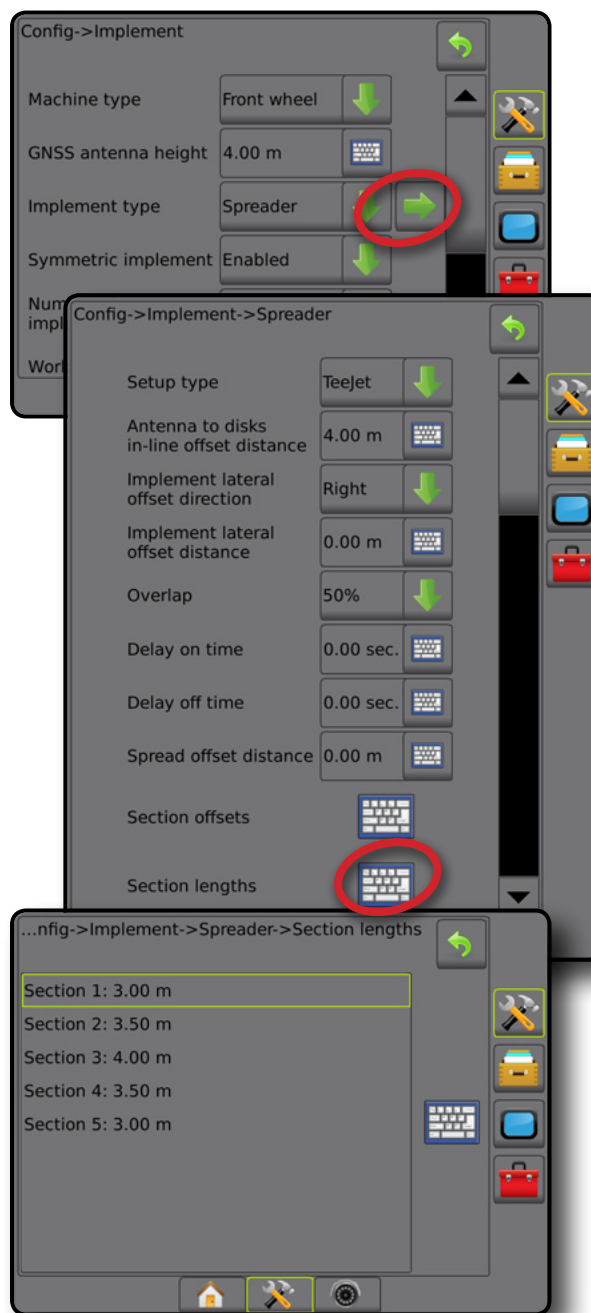 Config->Implement
Machine type Front wheel
GNSS antenna height 4.00 m
Implement type Spreader
Symmetric implement Enabled
Num
impl
Wor
Config->Implement->Spreader
Setup type TeeJet
Antenna to disks
in-line offset distance 4.00 m
Implement lateral
offset direction Right
Implement lateral
offset distance 0.00 m
Overlap 50%
Delay on time 0.00 sec.
Delay off time 0.00 sec.
Spread offset distance 0.00 m
Section offsets
Section lengths
...nfig->Implement->Spreader->Section lengths
Section 1: 3.00 m
Section 2: 3.50 m
Section 3: 4.00 m
Section 4: 3.50 m
Section 5: 3.00 m